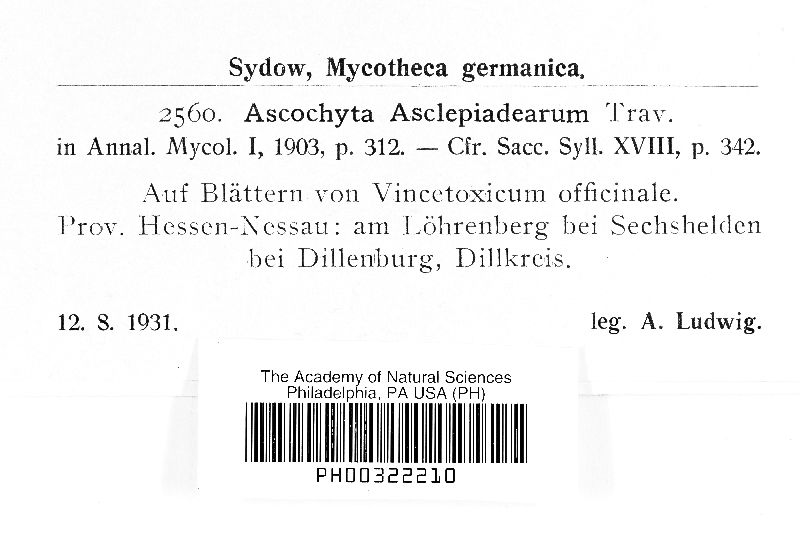 Sydow, Mycotheca germanica.
2560. Ascochyta Asclepiadearum Trav.
in Annal. Mycol. I, 1903, p. 312. — Cfr. Sacc. Syll. XVIII, p. 342.
Auf Blättern von Vincetoxicum officinale.
Prov. Hessen-Nessau: am Löhrenberg bei Sechshelden
bei Dillenburg, Dillkreis.
12. 8. 1931. leg. A. Ludwig.
The Academy of Natural Sciences
Philadelphia, PA USA (PH)
PH00322210